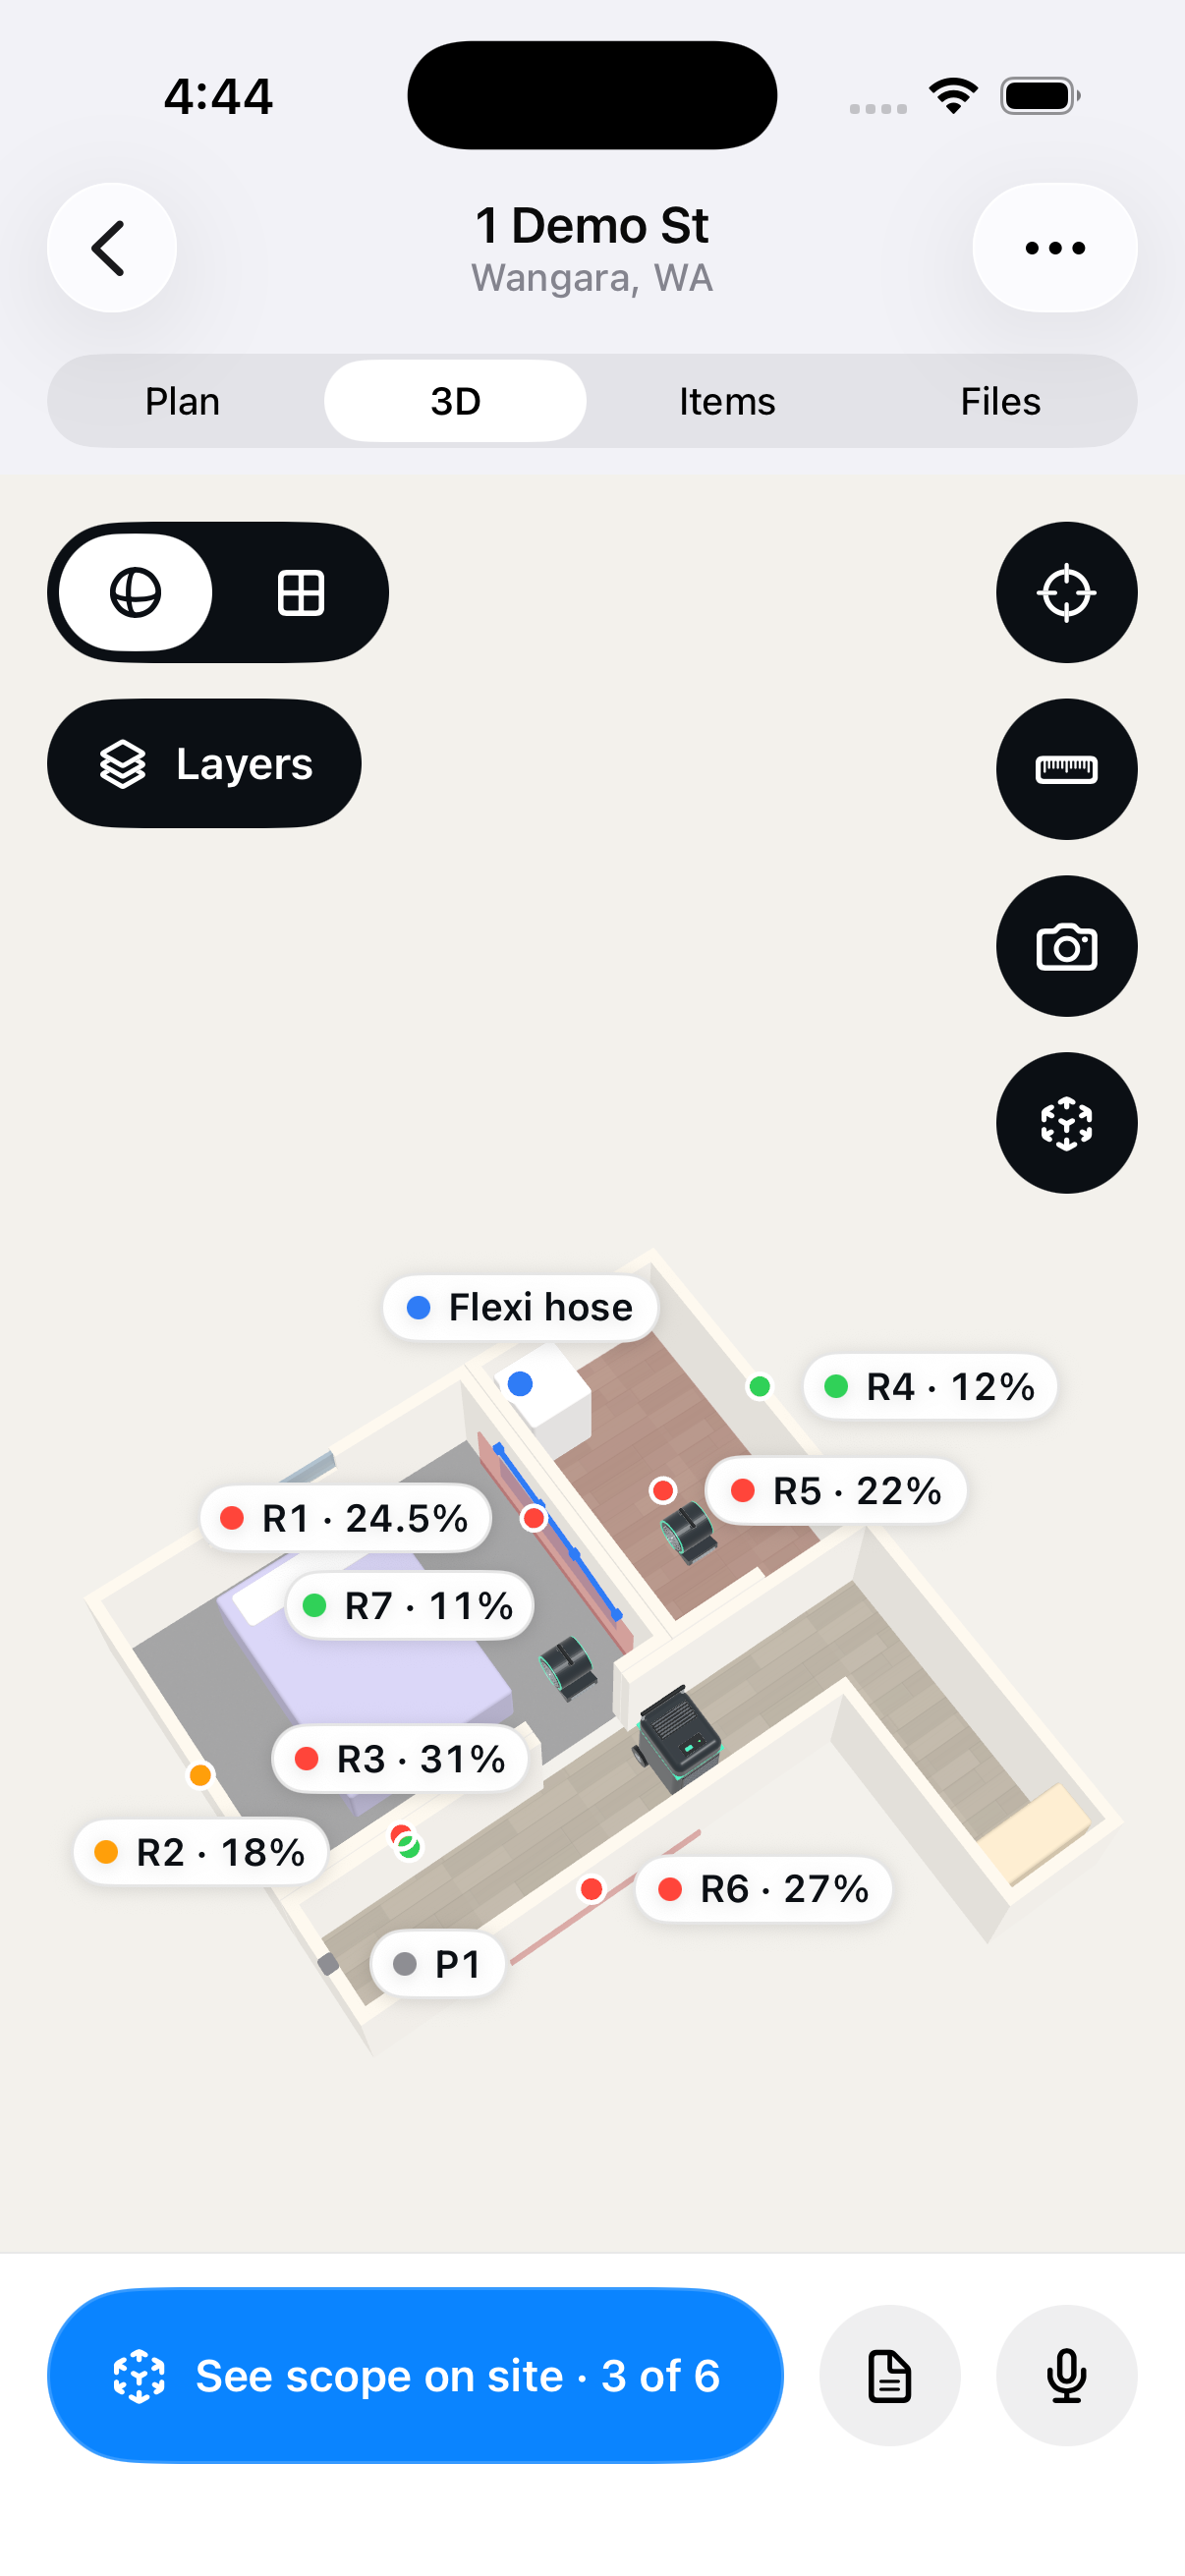 4:44
1 Demo St
Wangara, WA
Plan
3D
Items
Files
Layers
Flexi hose
R4 · 12%
R5 · 22%
R1 · 24.5%
R7 · 11%
R3 · 31%
R2 · 18%
R6 · 27%
P1
See scope on site · 3 of 6